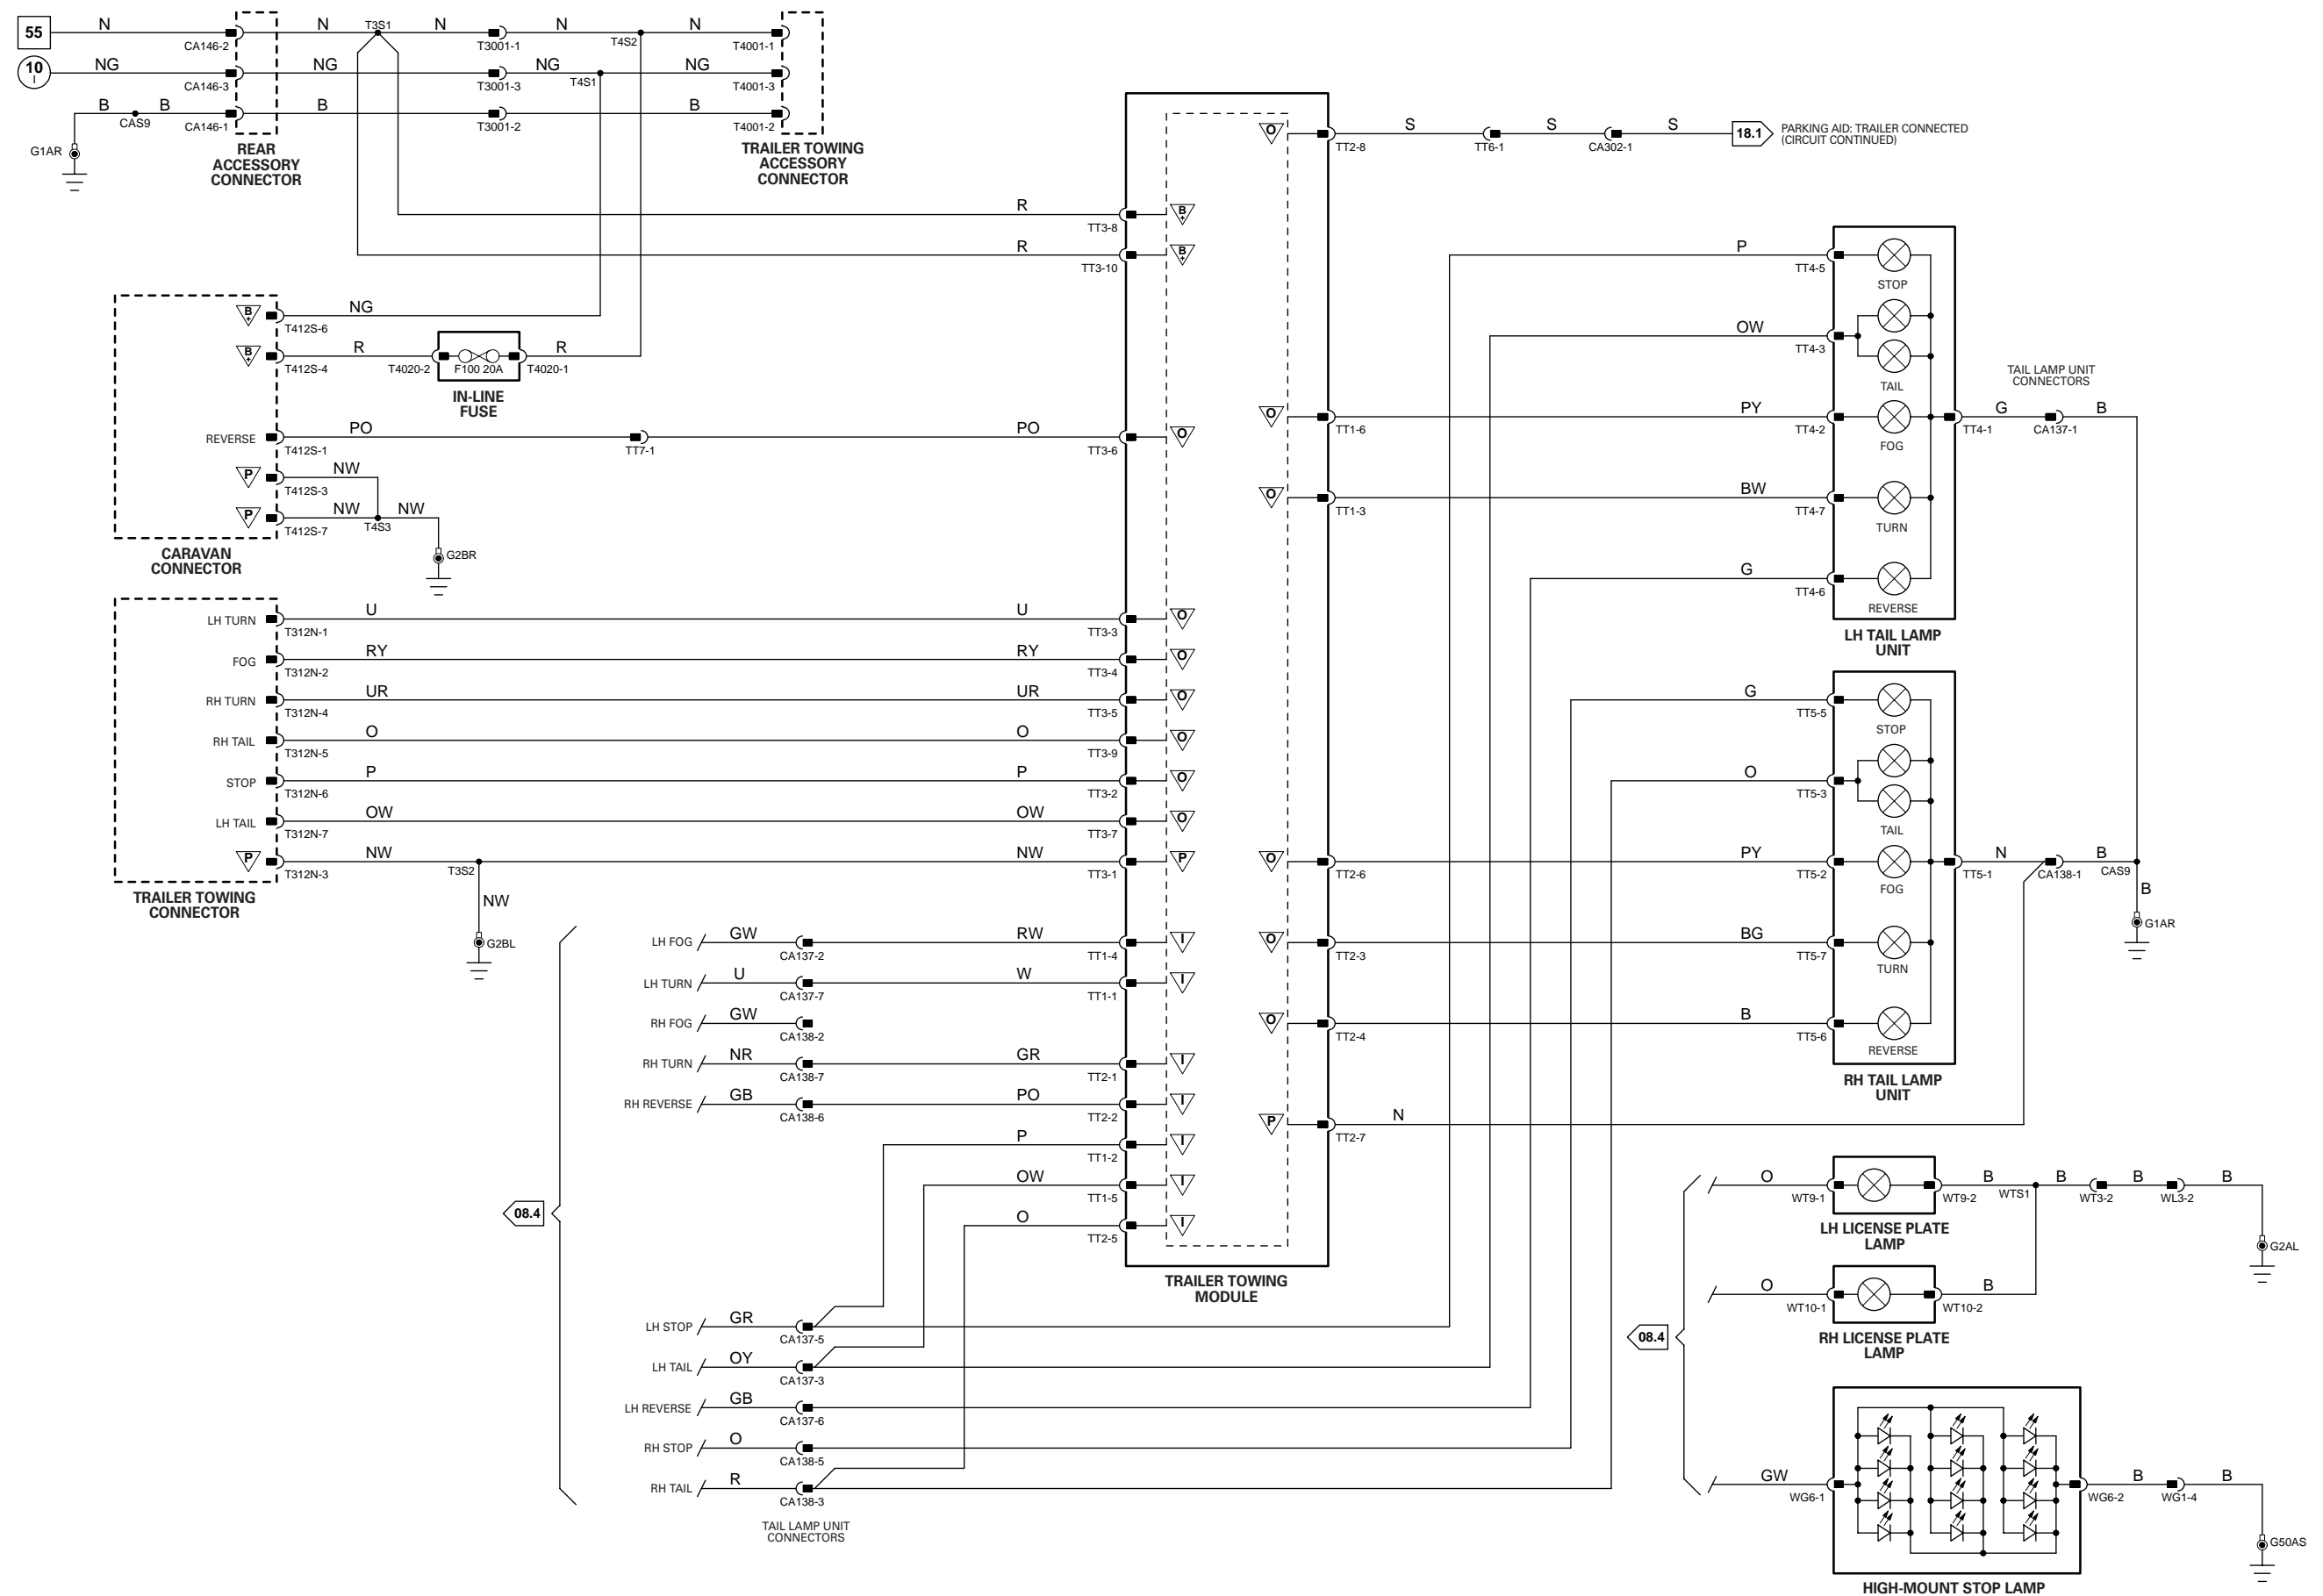 55
N
CA146-2
N
T3S1
N
T3001-1
N
T4S2
N
T4001-1
10
I
NG
CA146-3
NG
T3001-3
NG
T4S1
NG
T4001-3
B
CAS9
B
CA146-1
B
T3001-2
B
T4001-2
G1AR
REAR
ACCESSORY
CONNECTOR
TRAILER TOWING
ACCESSORY
CONNECTOR
R
TT3-8
B+
R
TT3-10
B+
B+
T412S-6
NG
B+
T412S-4
R
T4020-2
F100 20A
T4020-1
R
IN-LINE
FUSE
REVERSE
T412S-1
PO
TT7-1
PO
TT3-6
O
P
T412S-3
NW
P
T412S-7
NW
T4S3
NW
G2BR
CARAVAN
CONNECTOR
LH TURN
T312N-1
U
U
TT3-3
O
FOG
T312N-2
RY
RY
TT3-4
O
RH TURN
T312N-4
UR
UR
TT3-5
O
RH TAIL
T312N-5
O
O
TT3-9
O
STOP
T312N-6
P
P
TT3-2
O
LH TAIL
T312N-7
OW
OW
TT3-7
O
P
T312N-3
NW
T3S2
NW
TT3-1
P
NW
G2BL
TRAILER TOWING
CONNECTOR
08.4
LH FOG
GW
CA137-2
RW
TT1-4
I
LH TURN
U
CA137-7
W
TT1-1
I
RH FOG
GW
CA138-2
RH TURN
NR
CA138-7
GR
TT2-1
I
RH REVERSE
GB
CA138-6
PO
TT2-2
I
P
TT1-2
I
OW
TT1-5
I
O
TT2-5
I
LH STOP
GR
CA137-5
LH TAIL
OY
CA137-3
LH REVERSE
GB
CA137-6
RH STOP
O
CA138-5
RH TAIL
R
CA138-3
TAIL LAMP UNIT
CONNECTORS
TRAILER TOWING
MODULE
O
TT2-8
S
TT6-1
S
CA302-1
S
18.1
PARKING AID: TRAILER CONNECTED
(CIRCUIT CONTINUED)
P
TT4-5
STOP
OW
TT4-3
TAIL
O
TT1-6
PY
TT4-2
FOG
TT4-1
G
CA137-1
B
TAIL LAMP UNIT
CONNECTORS
O
TT1-3
BW
TT4-7
TURN
G
TT4-6
REVERSE
LH TAIL LAMP
UNIT
G
TT5-5
STOP
O
TT5-3
TAIL
O
TT2-6
PY
TT5-2
FOG
TT5-1
N
CA138-1
B
CAS9
B
G1AR
O
TT2-3
BG
TT5-7
TURN
O
TT2-4
B
TT5-6
REVERSE
RH TAIL LAMP
UNIT
P
TT2-7
N
08.4
O
WT9-1
WT9-2
B
WTS1
B
WT3-2
B
WL3-2
B
G2AL
LH LICENSE PLATE
LAMP
O
WT10-1
WT10-2
B
RH LICENSE PLATE
LAMP
GW
WG6-1
WG6-2
B
WG1-4
B
G50AS
HIGH-MOUNT STOP LAMP